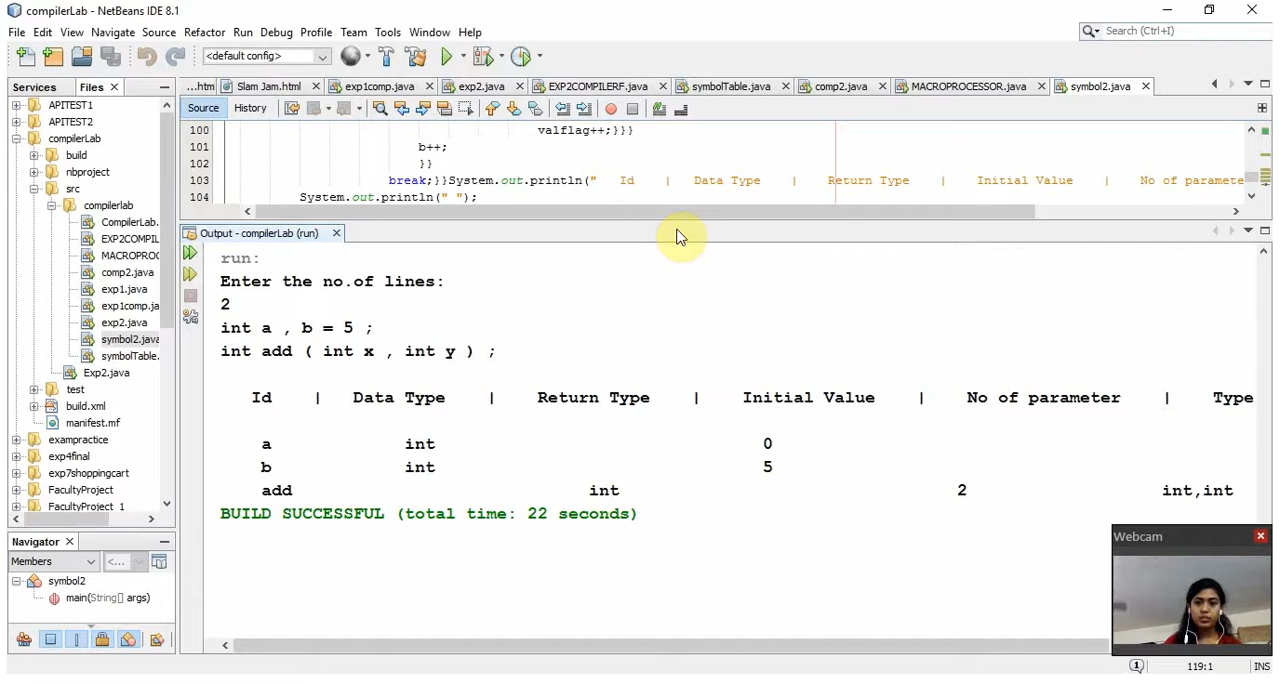 compilerLab - NetBeans IDE 8.1
File Edit View Navigate Source Refactor Run Debug Profile Team Tools Window Help
Search (Ctrl+I)
<default config>
Services Files
...htm Slam Jam.html exp1comp.java exp2.java EXP2COMPILERF.java symbolTable.java comp2.java MACROPROCESSOR.java symbol2.java
Source History
APITEST1
APITEST2
compilerLab
build
nbproject
src
compilerlab
CompilerLab.
EXP2COMPIL
MACROPROC
comp2.java
exp1.java
exp1comp.ja
exp2.java
symbol2.java
symbolTable.
Exp2.java
test
build.xml
manifest.mf
exampractice
exp4final
exp7shoppingcart
FacultyProject
FacultyProject_1
100 valflag++;}}}
101 b++;
102 }}
103 break;}}System.out.println(" Id | Data Type | Return Type | Initial Value | No of paramete
104 System.out.println(" ");
Output - compilerLab (run)
run:
Enter the no.of lines:
2
int a , b = 5 ;
int add ( int x , int y ) ;
Id | Data Type | Return Type | Initial Value | No of parameter | Type
a int 0
b int 5
add int 2 int,int
BUILD SUCCESSFUL (total time: 22 seconds)
Navigator
Members <...
symbol2
main(String[] args)
Webcam
1 119:1 INS